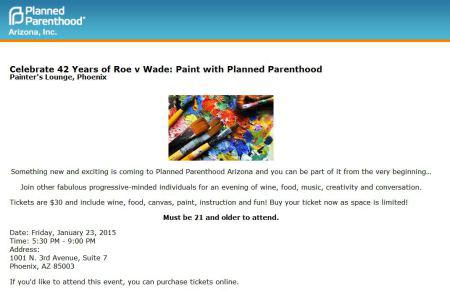 Planned
Parenthood®
Arizona, Inc.
Celebrate 42 Years of Roe v Wade: Paint with Planned Parenthood
Painter's Lounge, Phoenix
Something new and exciting is coming to Planned Parenthood Arizona and you can be part of it from the very beginning...
Join other fabulous progressive-minded individuals for an evening of wine, food, music, creativity and conversation.
Tickets are $30 and include wine, food, canvas, paint, instruction and fun! Buy your ticket now as space is limited!
Must be 21 and older to attend.
Date: Friday, January 23, 2015
Time: 5:30 PM - 9:00 PM
Address:
1001 N. 3rd Avenue, Suite 7
Phoenix, AZ 85003
If you'd like to attend this event, you can purchase tickets online.